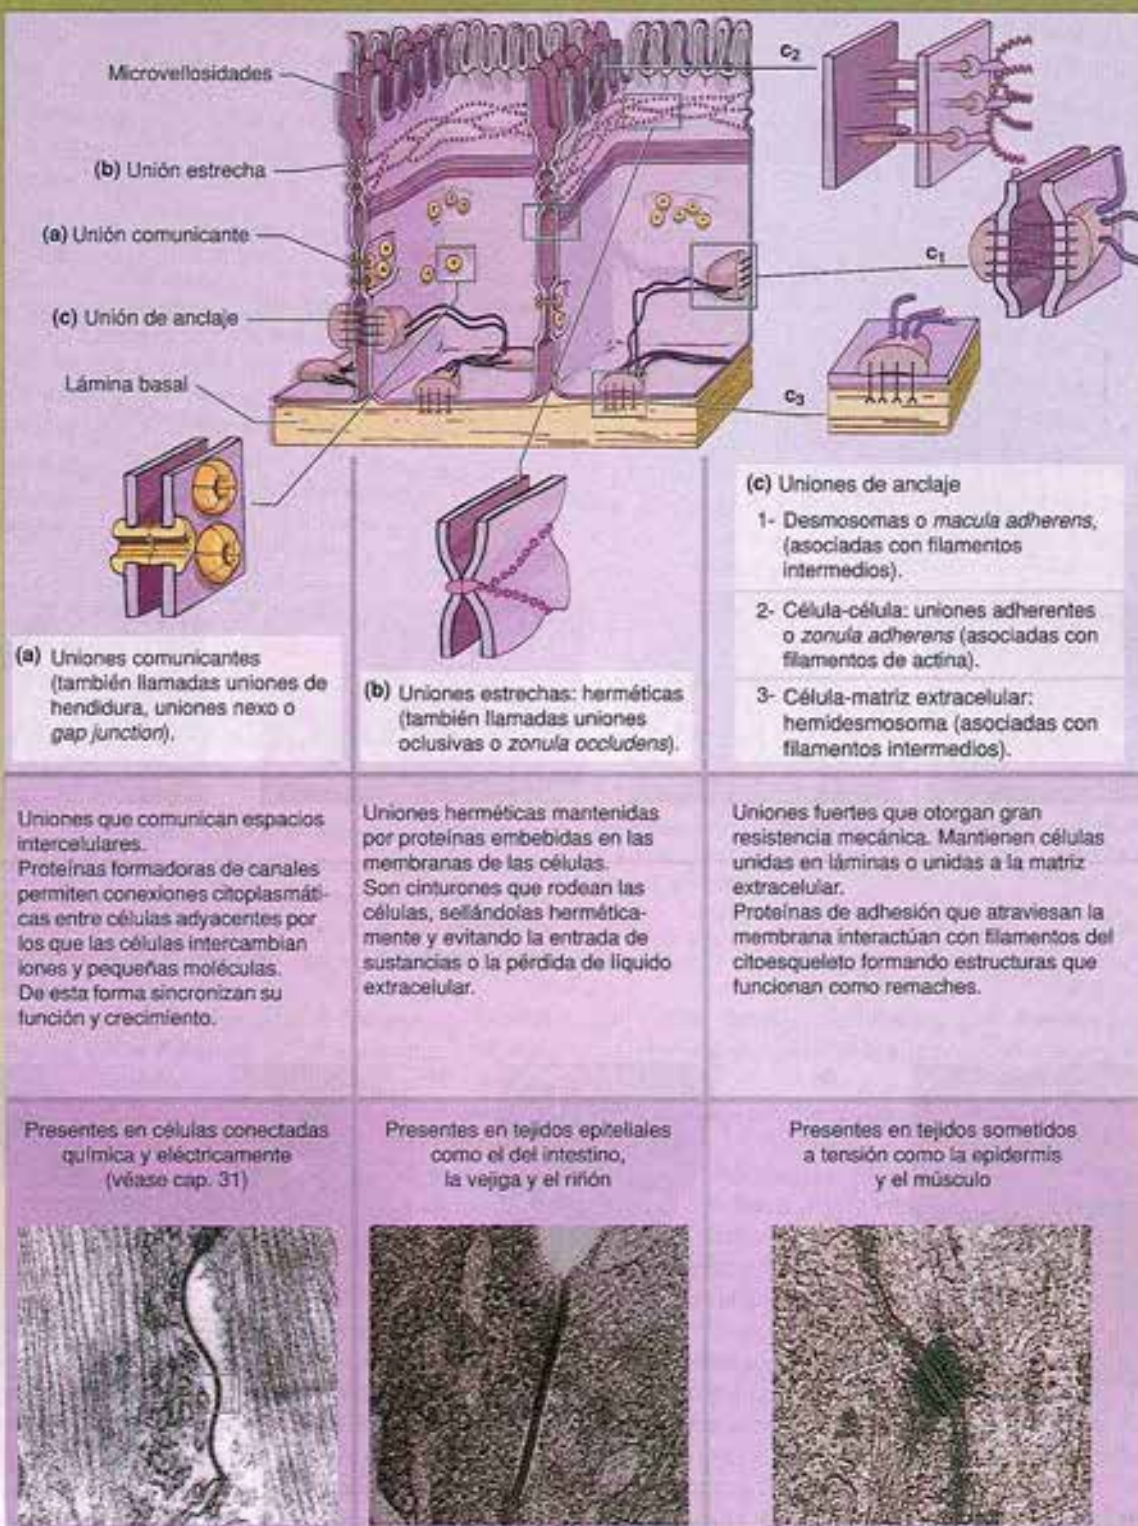 Microvellosidades
(b) Unión estrecha
(a) Unión comunicante
(c) Unión de anclaje
Lámina basal
c2
c1
c3
(a) Uniones comunicantes
(también llamadas uniones de
hendidura, uniones nexo o
gap junction).
(b) Uniones estrechas: herméticas
(también llamadas uniones
oclusivas o zonula occludens).
(c) Uniones de anclaje
1- Desmosomas o macula adherens,
(asociadas con filamentos
intermedios).
2- Célula-célula: uniones adherentes
o zonula adherens (asociadas con
filamentos de actina).
3- Célula-matriz extracelular:
hemidesmosoma (asociadas con
filamentos intermedios).
Uniones que comunican espacios
intercelulares.
Proteínas formadoras de canales
permiten conexiones citoplasmáti-
cas entre células adyacentes por
los que las células intercambian
iones y pequeñas moléculas.
De esta forma sincronizan su
función y crecimiento.
Uniones herméticas mantenidas
por proteínas embebidas en las
membranas de las células.
Son cinturones que rodean las
células, sellándolas hermética-
mente y evitando la entrada de
sustancias o la pérdida de líquido
extracelular.
Uniones fuertes que otorgan gran
resistencia mecánica. Mantienen células
unidas en láminas o unidas a la matriz
extracelular.
Proteínas de adhesión que atraviesan la
membrana interactúan con filamentos del
citoesqueleto formando estructuras que
funcionan como remaches.
Presentes en células conectadas
química y eléctricamente
(véase cap. 31)
Presentes en tejidos epiteliales
como el del intestino,
la vejiga y el riñón
Presentes en tejidos sometidos
a tensión como la epidermis
y el músculo